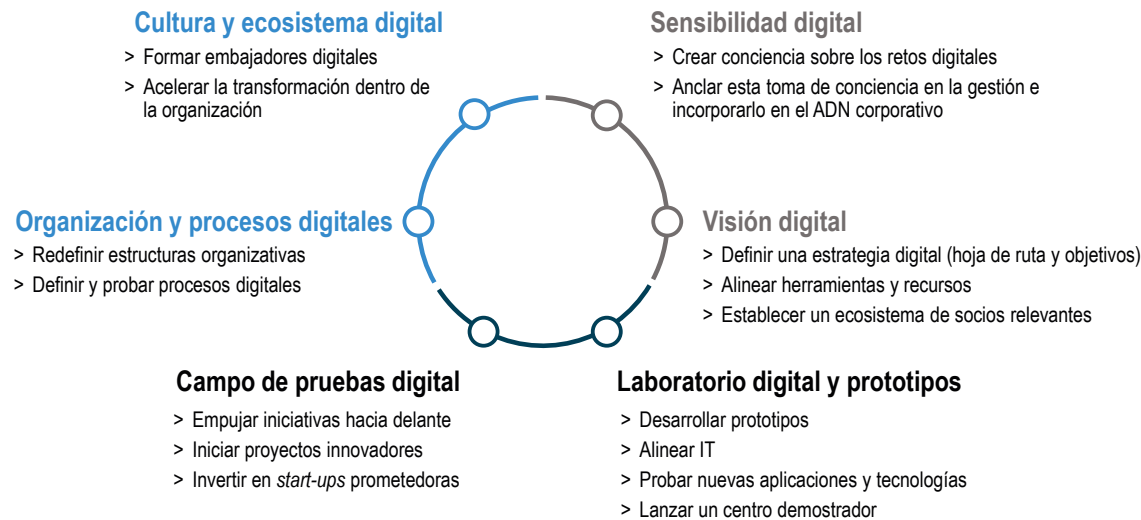 Cultura y ecosistema digital
> Formar embajadores digitales
> Acelerar la transformación dentro de
la organización
Sensibilidad digital
> Crear conciencia sobre los retos digitales
> Anclar esta toma de conciencia en la gestión e
incorporarlo en el ADN corporativo
Organización y procesos digitales
> Redefinir estructuras organizativas
> Definir y probar procesos digitales
Visión digital
> Definir una estrategia digital (hoja de ruta y objetivos)
> Alinear herramientas y recursos
> Establecer un ecosistema de socios relevantes
Campo de pruebas digital
> Empujar iniciativas hacia delante
> Iniciar proyectos innovadores
> Invertir en start-ups prometedoras
Laboratorio digital y prototipos
> Desarrollar prototipos
> Alinear IT
> Probar nuevas aplicaciones y tecnologías
> Lanzar un centro demostrador